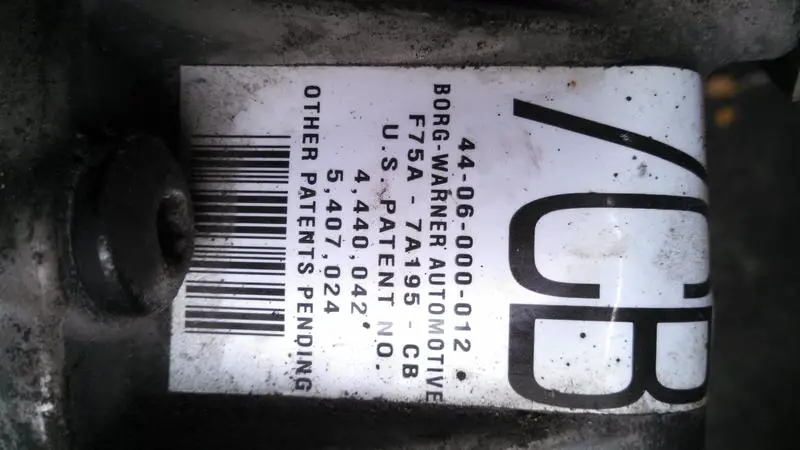 /CB
44-06-000-012
BORG-WARNER AUTOMOTIVE
F75A - 7A195 - CB
U.S. PATENT NO.
4,440,042
5,407,024
OTHER PATENTS PENDING